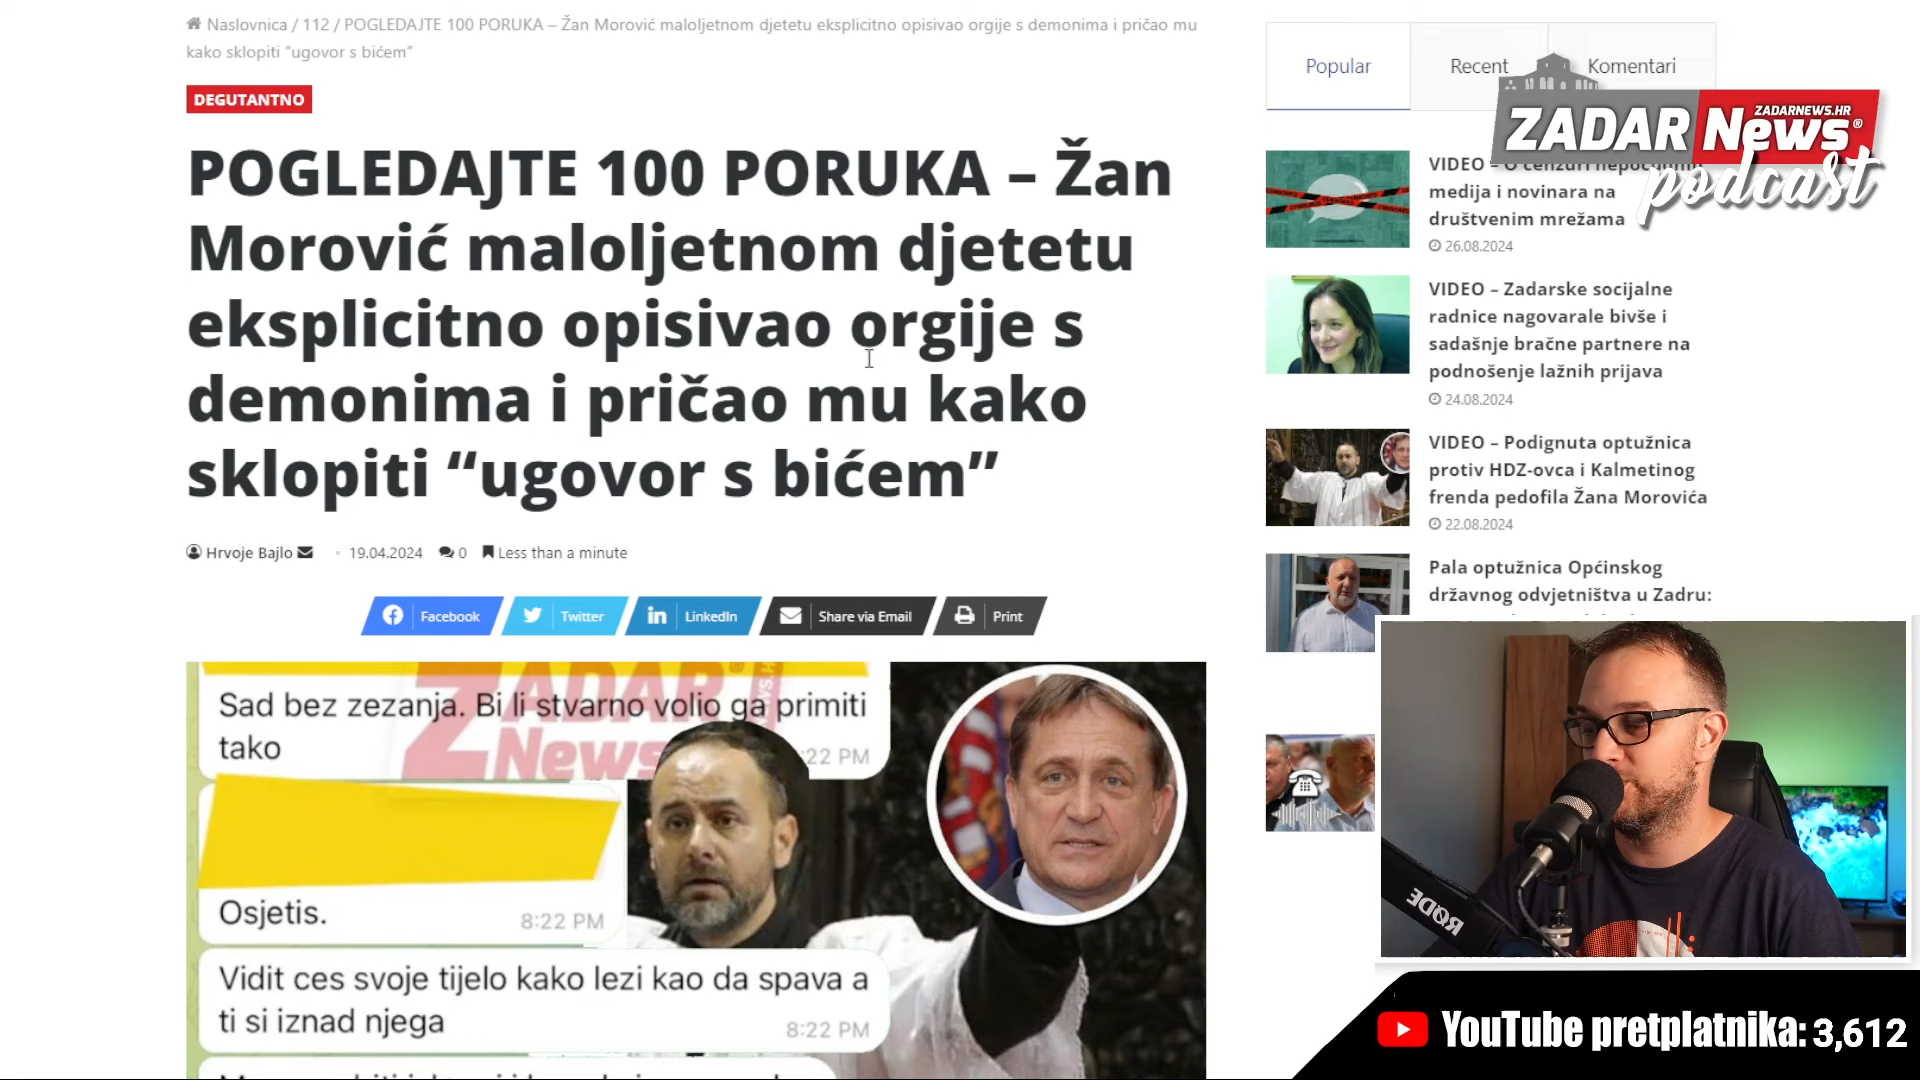 Naslovnica / 112 / POGLEDAJTE 100 PORUKA – Žan Morović maloljetnom djetetu eksplicitno opisivao orgije s demonima i pričao mu
kako sklopiti “ugovor s bićem”
DEGUTANTNO
POGLEDAJTE 100 PORUKA – Žan
Morović maloljetnom djetetu
eksplicitno opisivao orgije s
demonima i pričao mu kako
sklopiti “ugovor s bićem”
Hrvoje Bajlo
19.04.2024
0
Less than a minute
Facebook
Twitter
LinkedIn
Share via Email
Print
ZADAR
News
Sad bez zezanja. Bi li stvarno volio ga primiti
tako
:22 PM
Osjetis.
8:22 PM
Vidit ces svoje tijelo kako lezi kao da spava a
ti si iznad njega
8:22 PM
Popular
Recent
Komentari
ZADARNEWS.HR
ZADAR News®
podcast
VIDEO – O cenzuri nepoćudnih
medija i novinara na
društvenim mrežama
26.08.2024
VIDEO – Zadarske socijalne
radnice nagovarale bivše i
sadašnje bračne partnere na
podnošenje lažnih prijava
24.08.2024
VIDEO – Podignuta optužnica
protiv HDZ-ovca i Kalmetinog
frenda pedofila Žana Morovića
22.08.2024
Pala optužnica Općinskog
državnog odvjetništva u Zadru:
RØDE
YouTube pretplatnika: 3,612